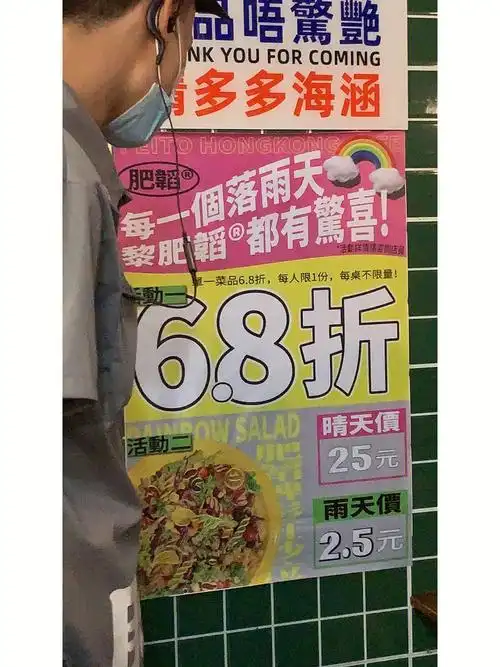 品唔驚艷
NK YOU FOR COMING
請多多海涵
FEITO HONGKONG
肥韜®
每一個落雨天
黎肥韜®都有驚喜!
*活動詳情請咨詢店員
單一菜品6.8折,每人限1份,每桌不限量!
活動一
6.8折
RAINBOW SALAD
活動二
晴天價
25元
雨天價
2.5元